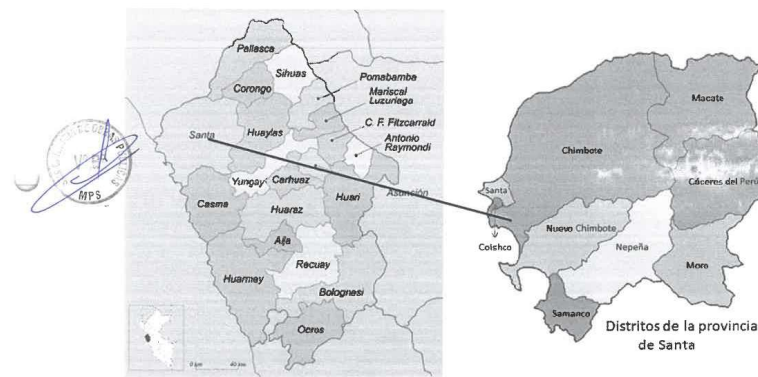 Pallasca
Sihuas
Corongo
Pomabamba
Mariscal
Luzuriaga
C. F. Fitzcarrald
Antonio
Raymondi
Santa
Huaylas
Yungay
Carhuaz
Asunción
Casma
Huaraz
Huari
Aija
Recuay
Huarmey
Bolognesi
Ocros
0 km
MPS
Macate
Chimbote
Cáceres del Perú
Santa
Coishco
Nuevo Chimbote
Nepeña
Moro
Samanco
Distritos de la provincia
de Santa